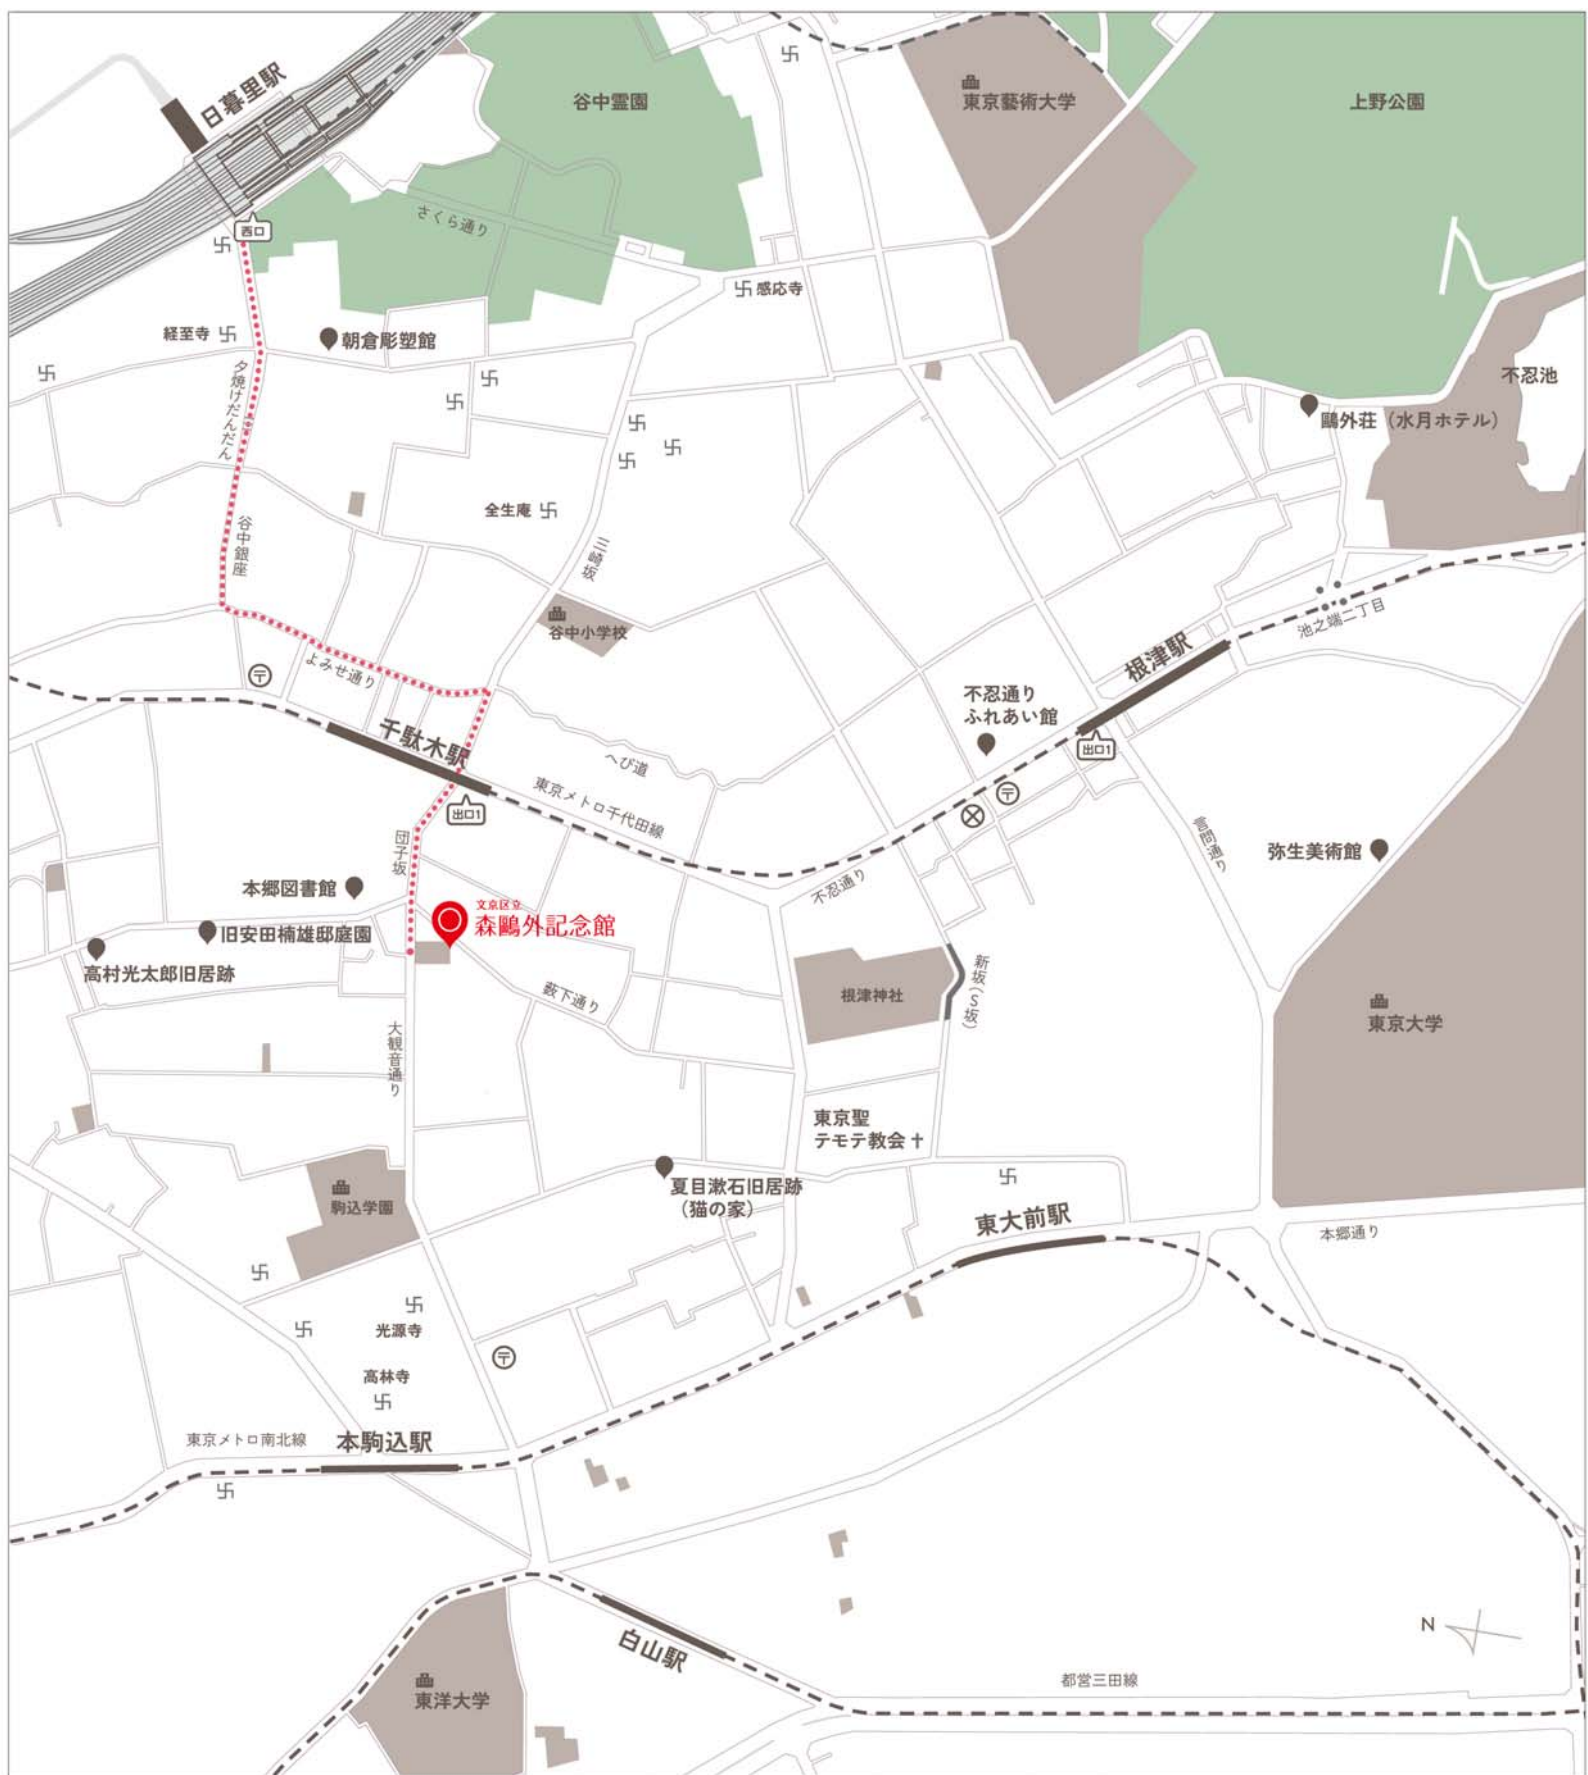 日暮里駅
西口
谷中霊園
さくら通り
東京藝術大学
上野公園
感応寺
経至寺
朝倉彫塑館
夕焼けだんだん
不忍池
鷗外荘（水月ホテル）
全生庵
谷中銀座
三崎坂
谷中小学校
池之端二丁目
根津駅
出口1
よみせ通り
不忍通り
ふれあい館
千駄木駅
へび道
東京メトロ千代田線
出口1
団子坂
言問通り
弥生美術館
不忍通り
本郷図書館
文京区立
森鷗外記念館
旧安田楠雄邸庭園
高村光太郎旧居跡
藪下通り
根津神社
新坂（S坂）
東京大学
大観音通り
東京聖
テモテ教会
駒込学園
夏目漱石旧居跡
（猫の家）
東大前駅
本郷通り
光源寺
高林寺
東京メトロ南北線
本駒込駅
白山駅
N
東洋大学
都営三田線